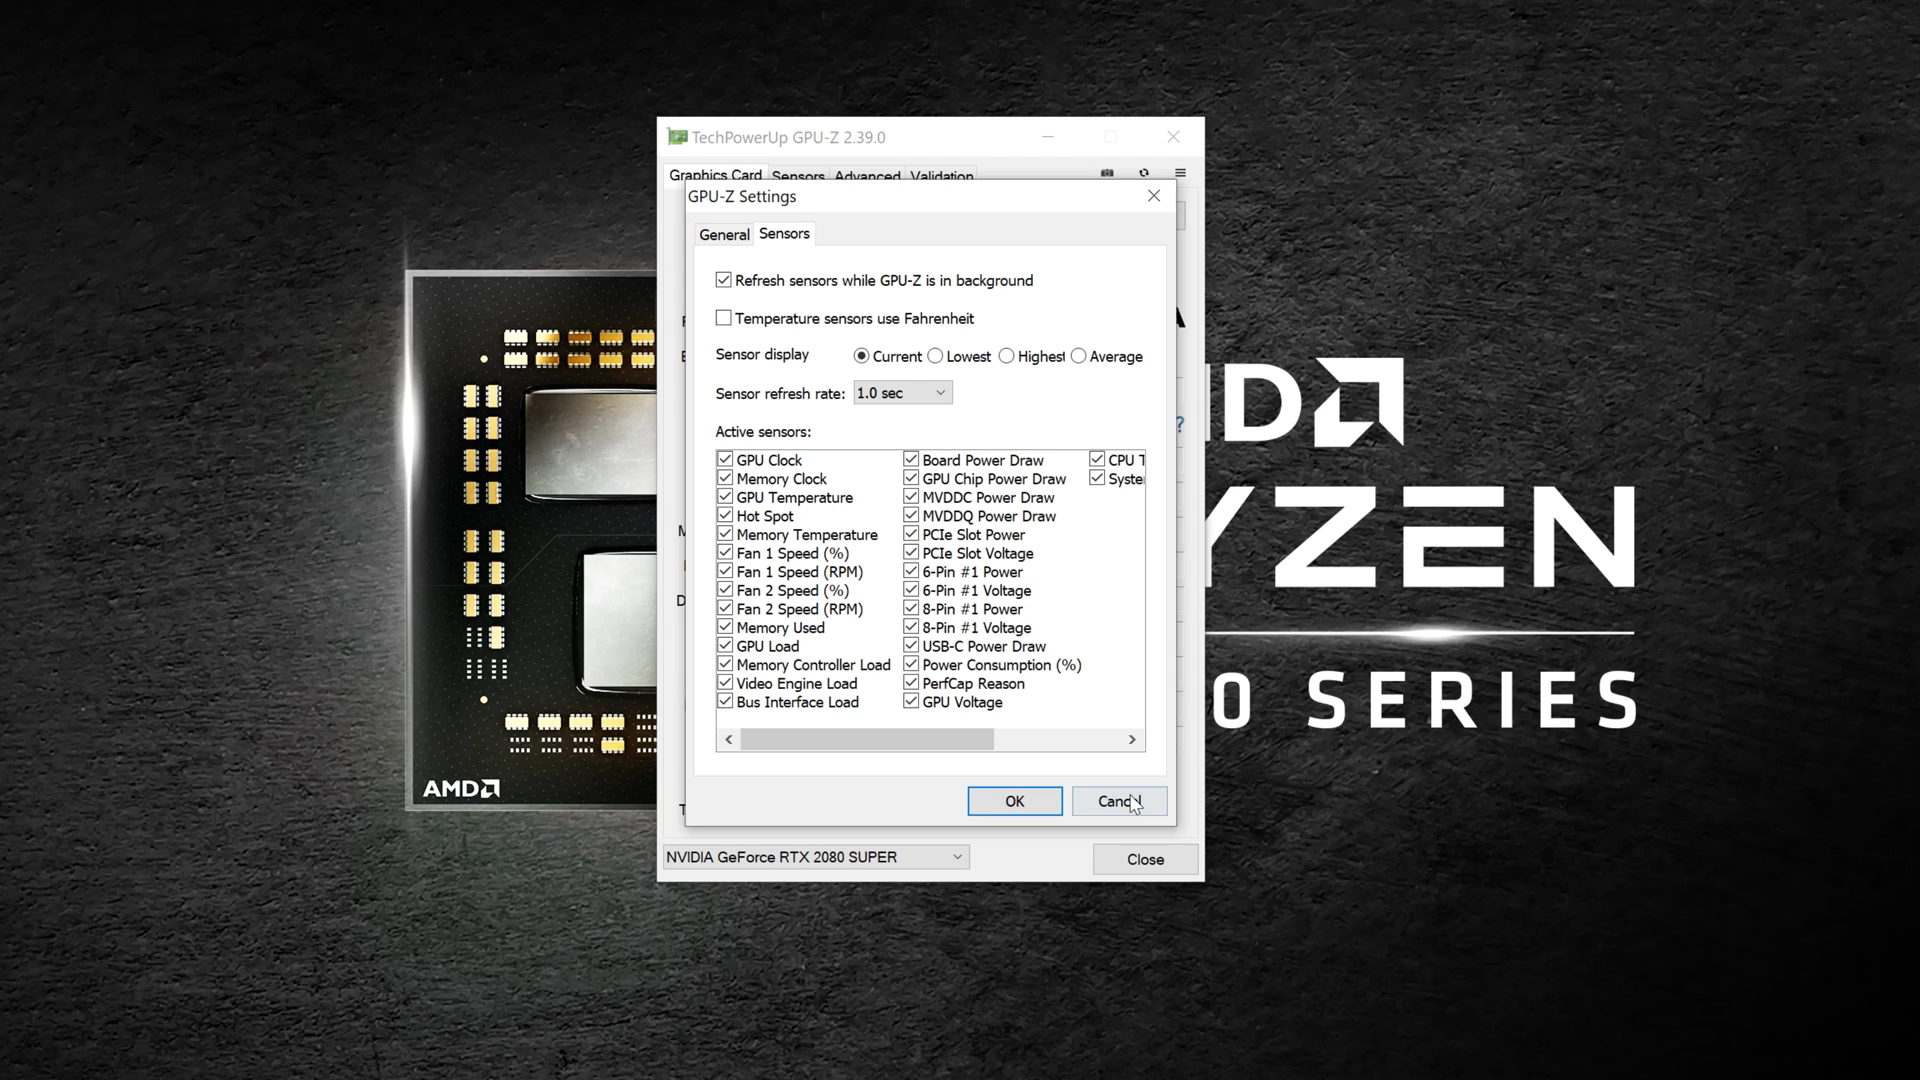 TechPowerUp GPU-Z 2.39.0
Graphics Card Sensors Advanced Validation
GPU-Z Settings
General Sensors
Refresh sensors while GPU-Z is in background
Temperature sensors use Fahrenheit
Sensor display Current Lowest Highest Average
Sensor refresh rate: 1.0 sec
Active sensors:
GPU Clock
Memory Clock
GPU Temperature
Hot Spot
Memory Temperature
Fan 1 Speed (%)
Fan 1 Speed (RPM)
Fan 2 Speed (%)
Fan 2 Speed (RPM)
Memory Used
GPU Load
Memory Controller Load
Video Engine Load
Bus Interface Load
Board Power Draw
GPU Chip Power Draw
MVDDC Power Draw
MVDDQ Power Draw
PCIe Slot Power
PCIe Slot Voltage
6-Pin #1 Power
6-Pin #1 Voltage
8-Pin #1 Power
8-Pin #1 Voltage
USB-C Power Draw
Power Consumption (%)
PerfCap Reason
GPU Voltage
CPU T
Syste
OK Cancel
NVIDIA GeForce RTX 2080 SUPER
Close
AMD
MD
YZEN
0 SERIES